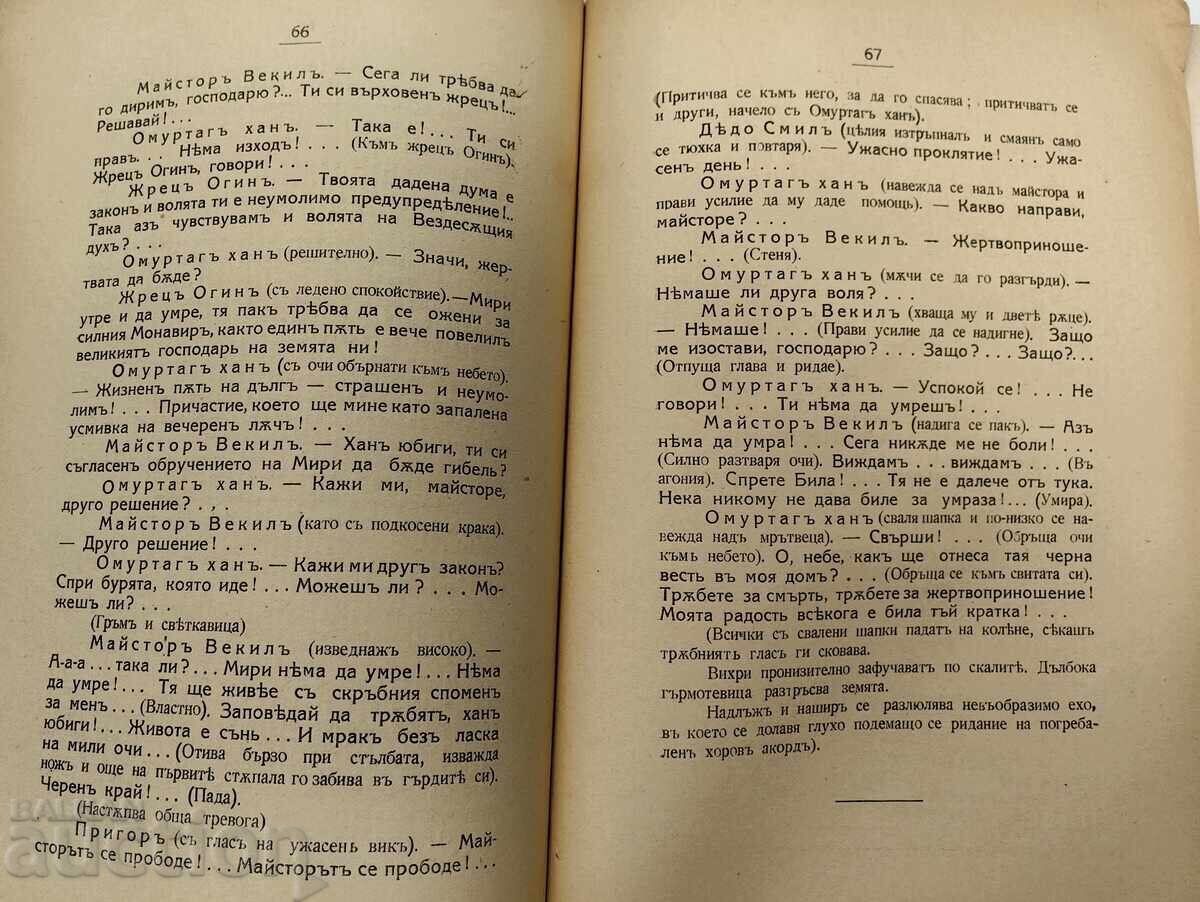 66
Майсторъ Векилъ. — Сега ли трѣбва да
го диримъ, господарю?... Ти си върховенъ жрецъ!...
Решавай!...
Омуртагъ ханъ. — Така е!... Ти си
правъ... Нѣма изходъ!... (Къмъ жрецъ Огинъ).
Жрецъ Огинъ, говори!...
Жрецъ Огинъ. — Твоята дадена дума е
законъ и волята ти е неумолимо предупредѣление!..
Така азъ чувствувамъ и волята на Вездесѫщия
духъ?...
Омуртагъ ханъ (решително). — Значи, жер-
твата да бѫде?
Жрецъ Огинъ (съ ледено спокойствие). — Мири
утре и да умре, тя пакъ трѣбва да се ожени за
силния Монавиръ, както единъ пѫть е вече повелилъ
великиятъ господарь на земята ни!
Омуртагъ ханъ (съ очи обърнати къмъ небето).
— Жизненъ пѫть на дългъ — страшенъ и неумо-
лимъ!... Причастие, което ще мине като запалена
усмивка на вечеренъ лѫчъ!...
Майсторъ Векилъ. — Ханъ ювиги, ти си
съгласенъ обручението на Мири да бѫде гибель?
Омуртагъ ханъ. — Кажи ми, майсторе,
друго решение?...
Майсторъ Векилъ (като съ подкосени крака).
— Друго решение!...
Омуртагъ ханъ. — Кажи ми другъ законъ?
Спри бурята, която иде!... Можешъ ли?... Мо-
жешъ ли?...
(Гръмъ и свѣткавица)
Майсторъ Векилъ (изведнажъ високо). —
А-а-а... така ли?... Мири нѣма да умре!... Нѣма
да умре!... Тя ще живѣе съ скръбния споменъ
за менъ... (Властно). Заповѣдай да трѫбятъ, ханъ
ювиги!... Живота е сънь... И мракъ безъ ласка
на мили очи... (Отива бързо при стълбата, изважда
ножъ и още на първитѣ стѫпала го забива въ гърдитѣ си).
Черенъ край!... (Пада).
(Настѫпва обща тревога)
Пригоръ (съ гласъ на ужасенъ викъ). — Май-
сторътъ се прободе!... Майсторътъ се прободе!...
67
(Притичва се къмъ него, за да го спасява; притичватъ се
и други, начело съ Омуртагъ ханъ).
Дѣдо Смилъ (цѣлия изтръпналъ и смаянъ само
се тюхка и повтаря). — Ужасно проклятие!... Ужа-
сенъ день!...
Омуртагъ ханъ (навежда се надъ майстора и
прави усилие да му даде помощь). — Какво направи,
майсторе?...
Майсторъ Векилъ. — Жертвоприноше-
ние!... (Стеня).
Омуртагъ ханъ (мѫчи се да го разгърди). —
Нѣмаше ли друга воля?...
Майсторъ Векилъ (хваща му и дветѣ рѫце).
— Нѣмаше!... (Прави усилие да се надигне). Защо
ме изостави, господарю?... Защо?... Защо?...
(Отпуща глава и ридае).
Омуртагъ ханъ. — Успокой се!... Не
говори!... Ти нѣма да умрешъ!...
Майсторъ Векилъ (надига се пакъ). — Азъ
нѣма да умра!... Сега никѫде ме не боли!...
(Силно разтваря очи). Виждамъ... виждамъ... (Въ
агония). Спрете Била!... Тя не е далече отъ тука.
Нека никому не дава биле за умраза!... (Умира).
Омуртагъ ханъ (сваля шапка и по-низко се на-
вежда надъ мрътвеца). — Свърши!... (Обръща очи
къмъ небето). О, небе, какъ ще отнеса тая черна
весть въ моя домъ?... (Обръща се къмъ свитата си).
Трѫбете за смърть, трѫбете за жертвоприношение!
Моята радость всѣкога е била тъй кратка!...
(Всички съ свалени шапки падатъ на колѣне, сѣкашъ
трѫбниятъ гласъ ги сковава.
Вихри пронизително зафучаватъ по скалитѣ. Дълбока
гърмотевица разтръсва земята.
Надлъжъ и наширъ се разлюлява невъобразимо ехо,
въ което се долавя глухо подемащо се ридание на погреба-
ленъ хоровъ акордъ).